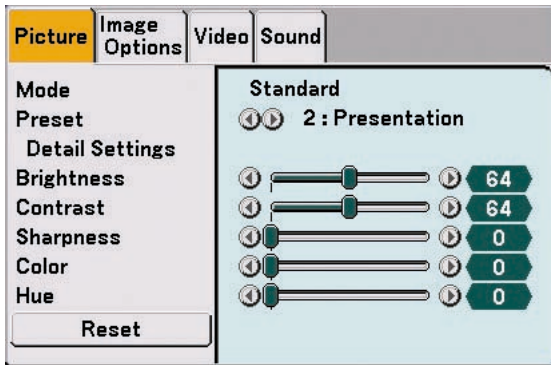 Picture Image Options Video Sound
Mode Standard
Preset 2 : Presentation
Detail Settings
Brightness 64
Contrast 64
Sharpness 0
Color 0
Hue 0
Reset